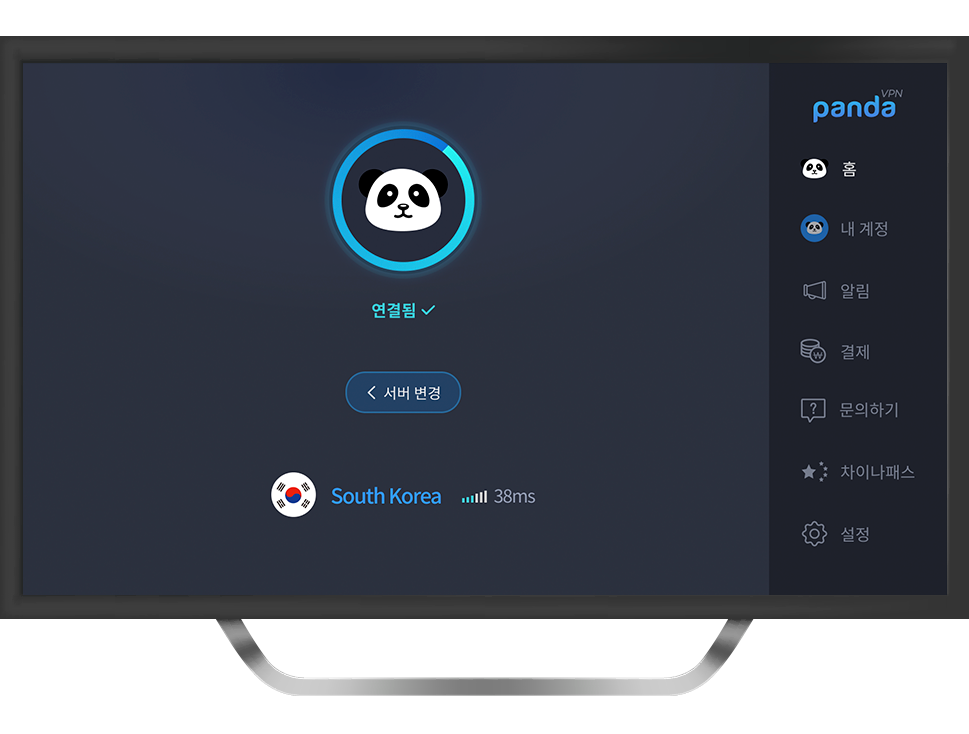 panda VPN
홈
내 계정
알림
결제
문의하기
차이나패스
설정
연결됨
서버 변경
South Korea
38ms